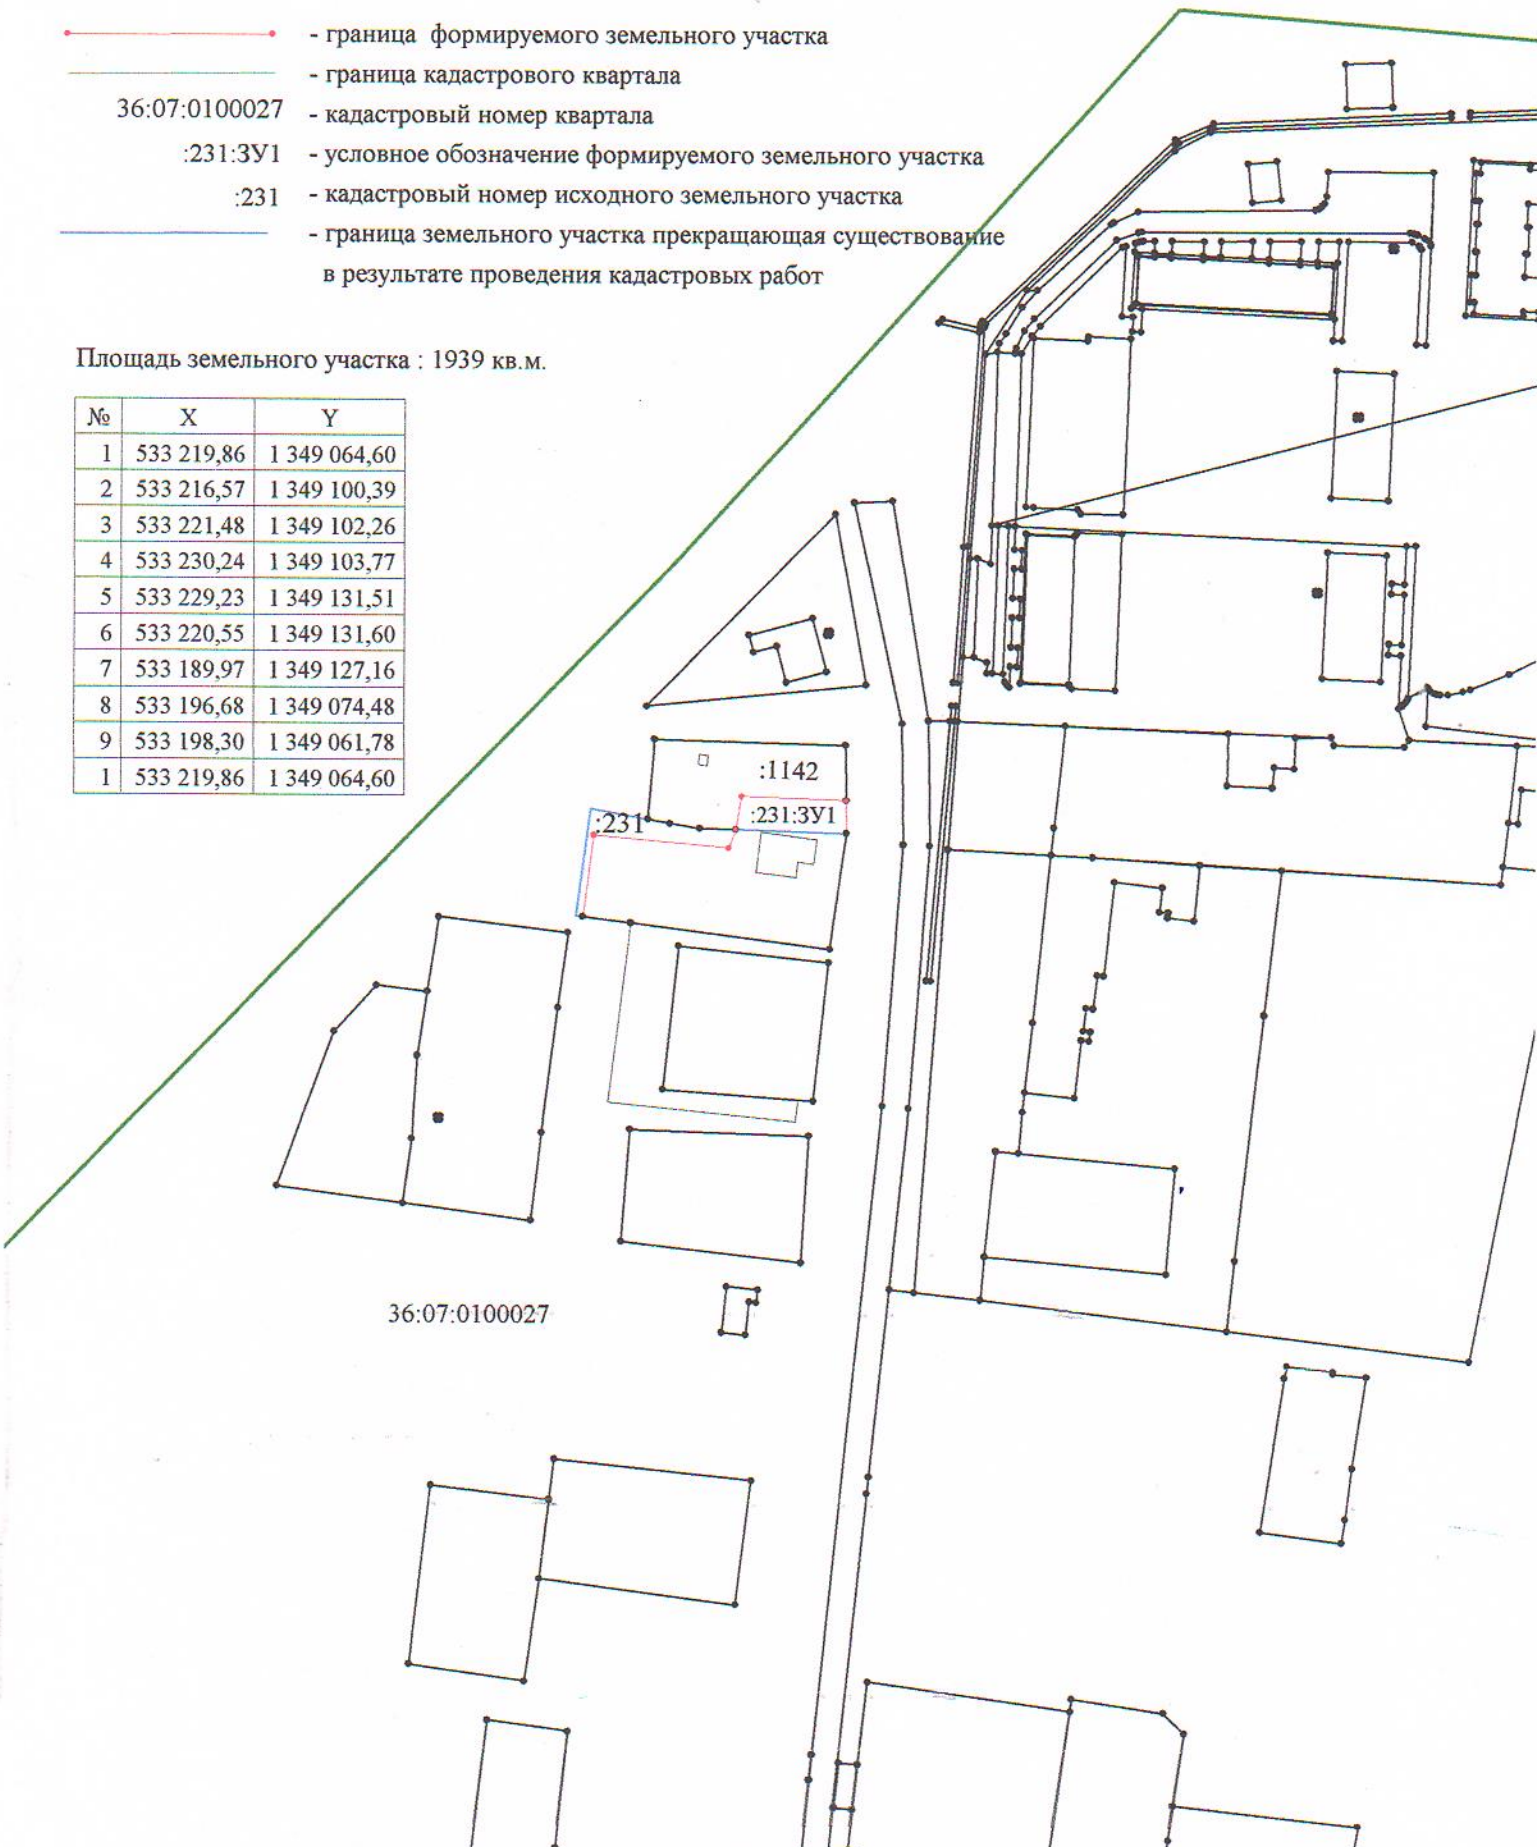 - граница формируемого земельного участка
- граница кадастрового квартала
36:07:0100027 - кадастровый номер квартала
:231:ЗУ1 - условное обозначение формируемого земельного участка
:231 - кадастровый номер исходного земельного участка
- граница земельного участка прекращающая существование
в результате проведения кадастровых работ
Площадь земельного участка : 1939 кв.м.
№ X Y
1 533 219,86 1 349 064,60
2 533 216,57 1 349 100,39
3 533 221,48 1 349 102,26
4 533 230,24 1 349 103,77
5 533 229,23 1 349 131,51
6 533 220,55 1 349 131,60
7 533 189,97 1 349 127,16
8 533 196,68 1 349 074,48
9 533 198,30 1 349 061,78
1 533 219,86 1 349 064,60
:1142
:231:ЗУ1
:231
36:07:0100027